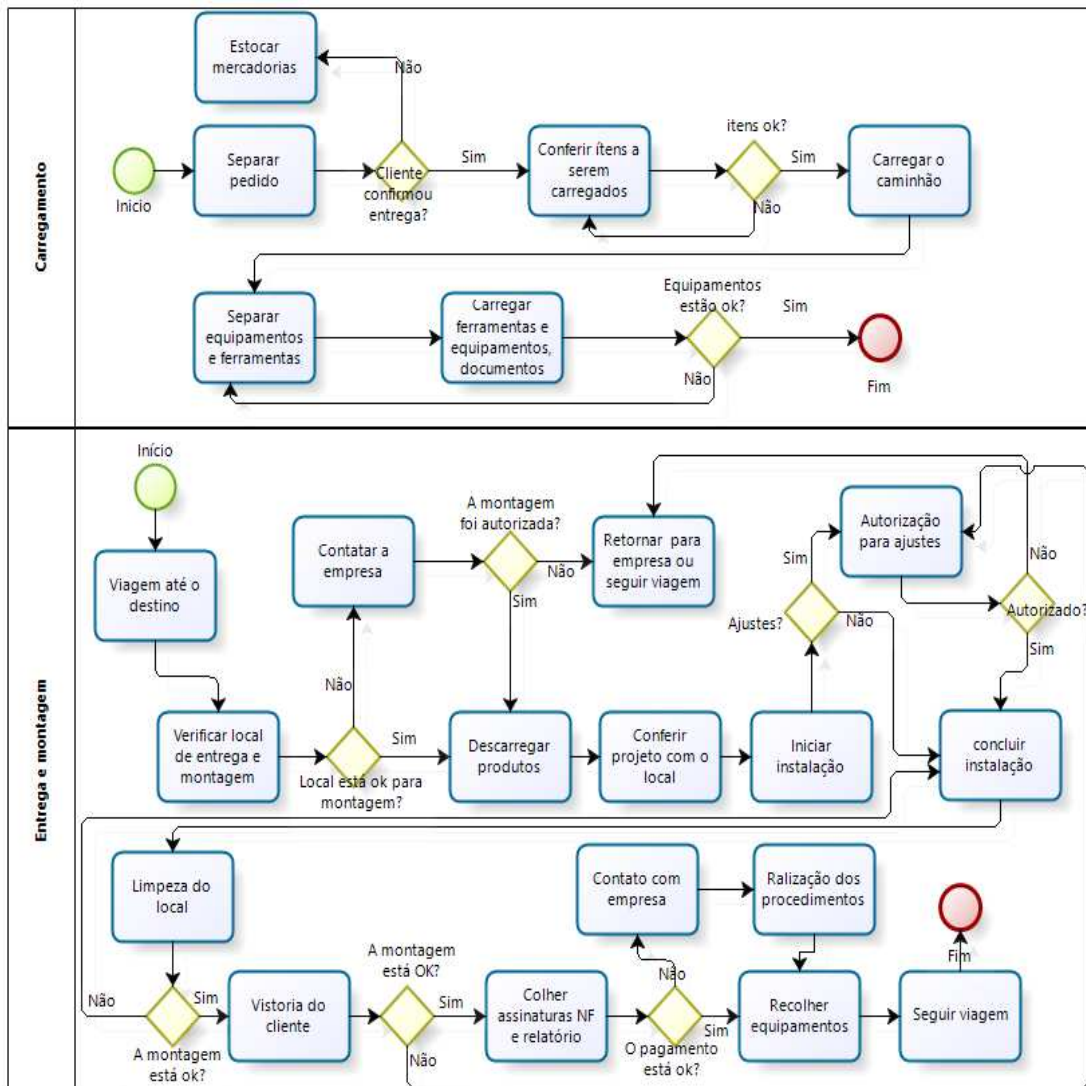 Carregamento
Estocar
mercadorias
Não
Inicio
Separar
pedido
Cliente
confirmou
entrega?
Sim
Conferir ítens a
serem
carregados
itens ok?
Sim
Não
Carregar o
caminhão
Separar
equipamentos
e ferramentas
Carregar
ferramentas e
equipamentos,
documentos
Equipamentos
estão ok?
Sim
Não
Fim
Entrega e montagem
Início
Viagem até o
destino
Contatar a
empresa
A montagem
foi autorizada?
Não
Sim
Retornar para
empresa ou
seguir viagem
Sim
Ajustes?
Não
Autorização
para ajustes
Não
Autorizado?
Sim
Verificar local
de entrega e
montagem
Não
Sim
Local está ok para
montagem?
Descarregar
produtos
Conferir
projeto com o
local
Iniciar
instalação
concluir
instalação
Limpeza do
local
Não
Sim
A montagem
está ok?
Vistoria do
cliente
A montagem
está OK?
Sim
Não
Colher
assinaturas NF
e relatório
Contato com
empresa
Ralização dos
procedimentos
Não
Sim
O pagamento
está ok?
Recolher
equipamentos
Seguir viagem
Fim